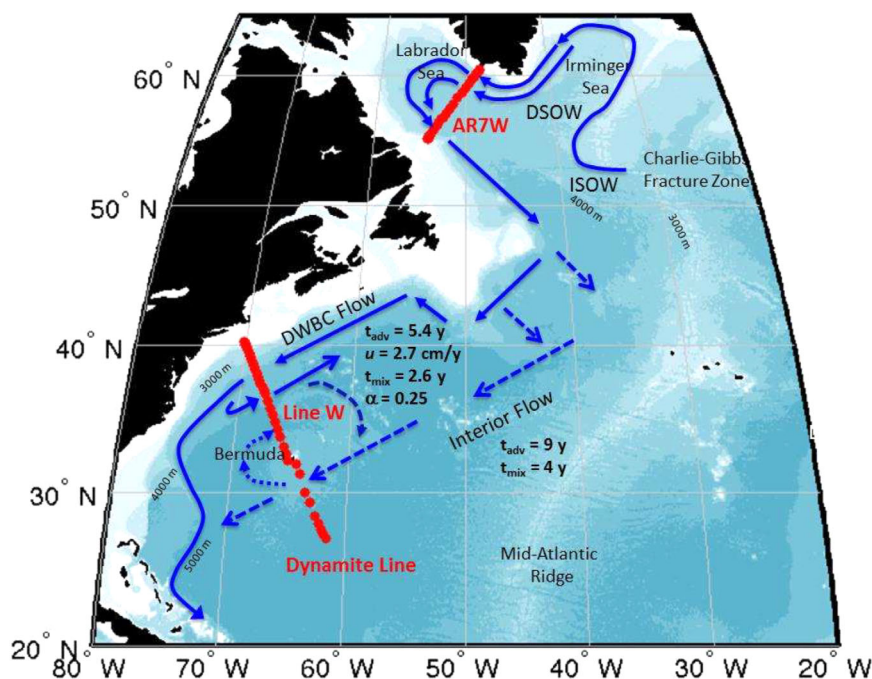 60° N
50° N
40° N
30° N
20° N
80° W
70° W
60° W
50° W
40° W
30° W
20° W
Labrador
Sea
Irminger
Sea
DSOW
AR7W
ISOW
Charlie-Gibbs
Fracture Zone
4000 m
3000 m
DWBC Flow
t_adv = 5.4 y
u = 2.7 cm/y
t_mix = 2.6 y
α = 0.25
3000 m
Line W
Interior Flow
t_adv = 9 y
t_mix = 4 y
Bermuda
4000 m
5000 m
Dynamite Line
Mid-Atlantic
Ridge